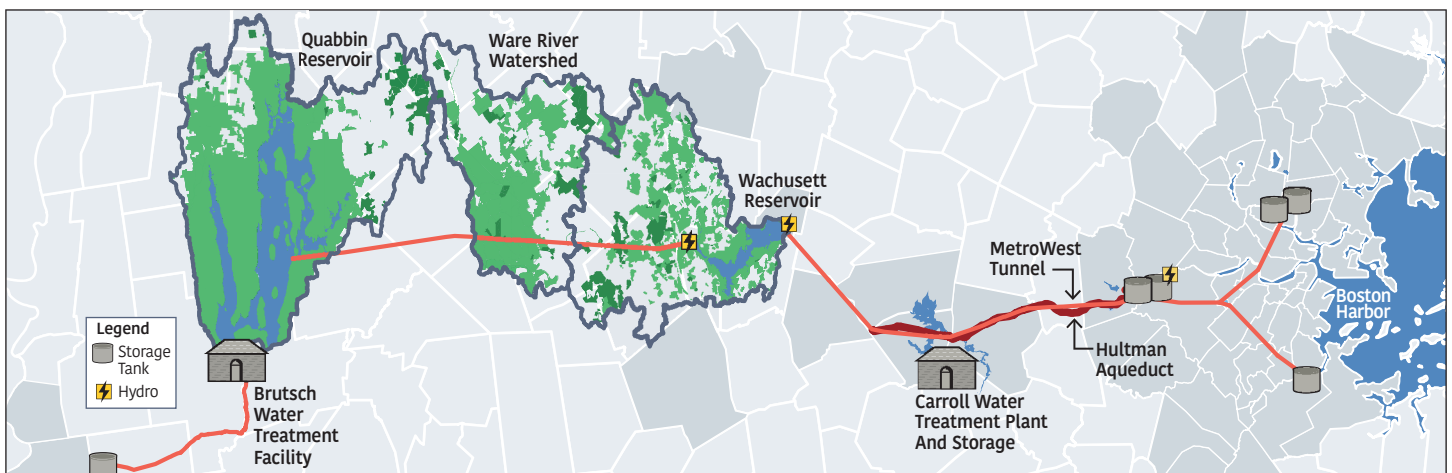 Quabbin
Reservoir
Ware River
Watershed
Wachusett
Reservoir
MetroWest
Tunnel
Boston
Harbor
Hultman
Aqueduct
Carroll Water
Treatment Plant
And Storage
Legend
Storage
Tank
Hydro
Brutsch
Water
Treatment
Facility